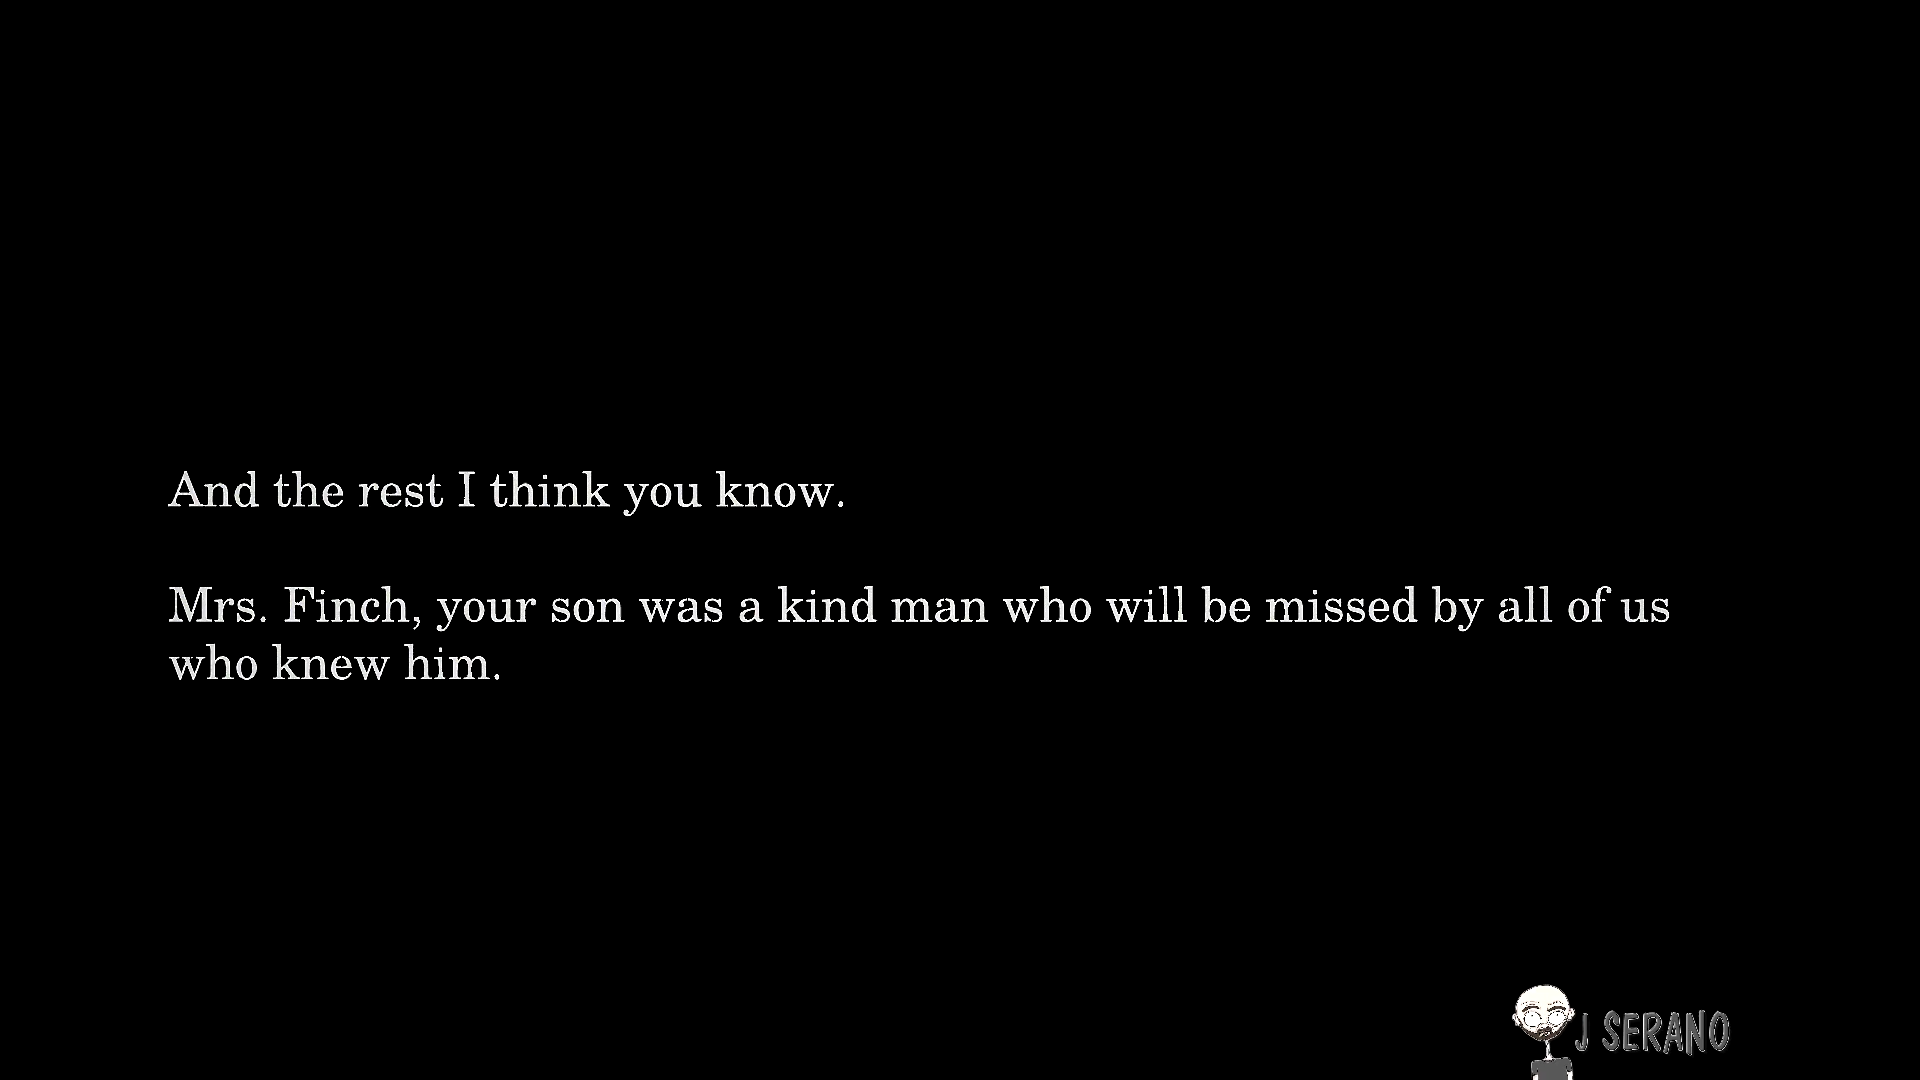 And the rest I think you know.
Mrs. Finch, your son was a kind man who will be missed by all of us
who knew him.
J SERANO